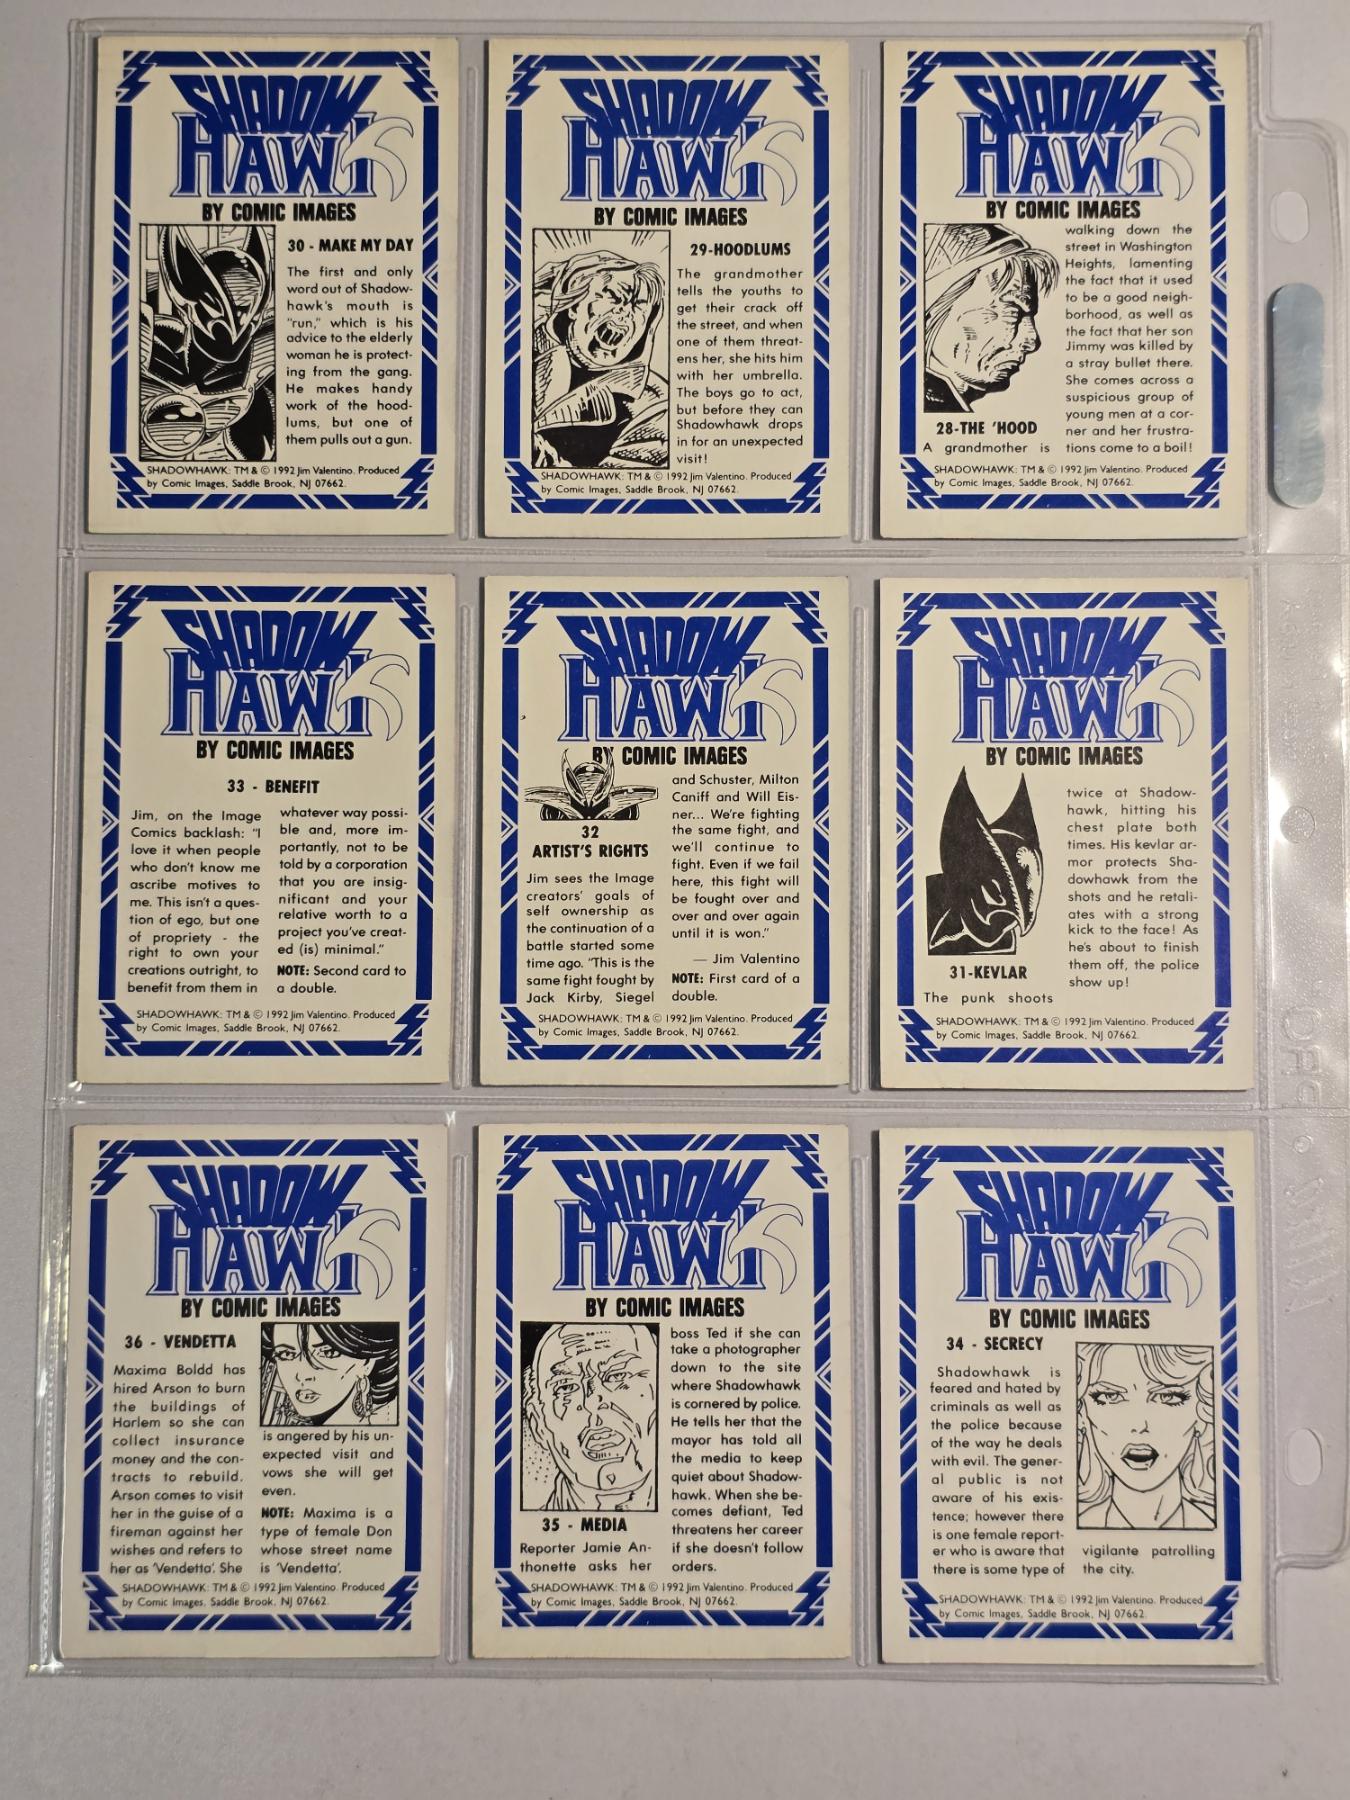 SHADOW
HAWK
BY COMIC IMAGES
30 - MAKE MY DAY
The first and only
word out of Shadow-
hawk's mouth is
"run," which is his
advice to the elderly
woman he is protect-
ing from the gang.
He makes handy
work of the hood-
lums, but one of
them pulls out a gun.
SHADOWHAWK: TM & © 1992 Jim Valentino. Produced
by Comic Images, Saddle Brook, NJ 07662.
SHADOW
HAWK
BY COMIC IMAGES
29-HOODLUMS
The grandmother
tells the youths to
get their crack off
the street, and when
one of them threat-
ens her, she hits him
with her umbrella.
The boys go to act,
but before they can
Shadowhawk drops
in for an unexpected
visit!
SHADOWHAWK: TM & © 1992 Jim Valentino. Produced
by Comic Images, Saddle Brook, NJ 07662.
SHADOW
HAWK
BY COMIC IMAGES
28-THE 'HOOD
A grandmother is
walking down the
street in Washington
Heights, lamenting
the fact that it used
to be a good neigh-
borhood, as well as
the fact that her son
Jimmy was killed by
a stray bullet there.
She comes across a
suspicious group of
young men at a cor-
ner and her frustra-
tions come to a boil!
SHADOWHAWK: TM & © 1992 Jim Valentino. Produced
by Comic Images, Saddle Brook, NJ 07662.
SHADOW
HAWK
BY COMIC IMAGES
33 - BENEFIT
Jim, on the Image
Comics backlash: "I
love it when people
who don't know me
ascribe motives to
me. This isn't a ques-
tion of ego, but one
of propriety - the
right to own your
creations outright, to
benefit from them in
whatever way possi-
ble and, more im-
portantly, not to be
told by a corporation
that you are insig-
nificant and your
relative worth to a
project you've creat-
ed (is) minimal."
NOTE: Second card to
a double.
SHADOWHAWK: TM & © 1992 Jim Valentino. Produced
by Comic Images, Saddle Brook, NJ 07662.
SHADOW
HAWK
BY COMIC IMAGES
32
ARTIST'S RIGHTS
Jim sees the Image
creators' goals of
self ownership as
the continuation of a
battle started some
time ago. "This is the
same fight fought by
Jack Kirby, Siegel
and Schuster, Milton
Caniff and Will Eis-
ner... We're fighting
the same fight, and
we'll continue to
fight. Even if we fail
here, this fight will
be fought over and
over and over again
until it is won."
— Jim Valentino
NOTE: First card of a
double.
SHADOWHAWK: TM & © 1992 Jim Valentino. Produced
by Comic Images, Saddle Brook, NJ 07662.
SHADOW
HAWK
BY COMIC IMAGES
31-KEVLAR
The punk shoots
twice at Shadow-
hawk, hitting his
chest plate both
times. His kevlar ar-
mor protects Sha-
dowhawk from the
shots and he retali-
ates with a strong
kick to the face! As
he's about to finish
them off, the police
show up!
SHADOWHAWK: TM & © 1992 Jim Valentino. Produced
by Comic Images, Saddle Brook, NJ 07662.
SHADOW
HAWK
BY COMIC IMAGES
36 - VENDETTA
Maxima Boldd has
hired Arson to burn
the buildings of
Harlem so she can
collect insurance
money and the con-
tracts to rebuild.
Arson comes to visit
her in the guise of a
fireman against her
wishes and refers to
her as 'Vendetta'. She
is angered by his un-
expected visit and
vows she will get
even.
NOTE: Maxima is a
type of female Don
whose street name
is 'Vendetta'.
SHADOWHAWK: TM & © 1992 Jim Valentino. Produced
by Comic Images, Saddle Brook, NJ 07662.
SHADOW
HAWK
BY COMIC IMAGES
35 - MEDIA
Reporter Jamie An-
thonette asks her
boss Ted if she can
take a photographer
down to the site
where Shadowhawk
is cornered by police.
He tells her that the
mayor has told all
the media to keep
quiet about Shadow-
hawk. When she be-
comes defiant, Ted
threatens her career
if she doesn't follow
orders.
SHADOWHAWK: TM & © 1992 Jim Valentino. Produced
by Comic Images, Saddle Brook, NJ 07662.
SHADOW
HAWK
BY COMIC IMAGES
34 - SECRECY
Shadowhawk is
feared and hated by
criminals as well as
the police because
of the way he deals
with evil. The gener-
al public is not
aware of his exis-
tence; however there
is one female report-
er who is aware that
there is some type of
vigilante patrolling
the city.
SHADOWHAWK: TM & © 1992 Jim Valentino. Produced
by Comic Images, Saddle Brook, NJ 07662.